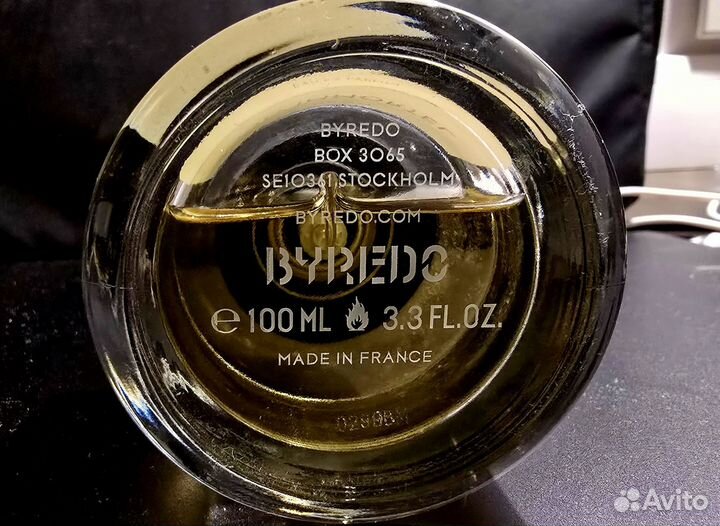 BYREDO
BOX 3065
SE10361 STOCKHOLM
BYREDO.COM
BYREDO
℮ 100 ML 3.3 FL.OZ.
MADE IN FRANCE
Avito